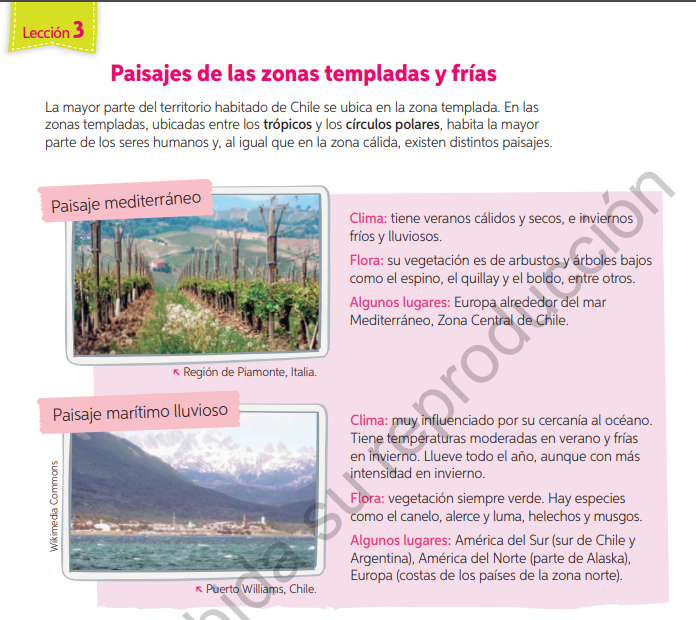 Lección 3
Paisajes de las zonas templadas y frías
La mayor parte del territorio habitado de Chile se ubica en la zona templada. En las
zonas templadas, ubicadas entre los trópicos y los círculos polares, habita la mayor
parte de los seres humanos y, al igual que en la zona cálida, existen distintos paisajes.
Paisaje mediterráneo
Clima: tiene veranos cálidos y secos, e inviernos
fríos y lluviosos.
Flora: su vegetación es de arbustos y árboles bajos
como el espino, el quillay y el boldo, entre otros.
Algunos lugares: Europa alrededor del mar
Mediterráneo, Zona Central de Chile.
Región de Piamonte, Italia.
Paisaje marítimo lluvioso
Wikimedia Commons
Clima: muy influenciado por su cercanía al océano.
Tiene temperaturas moderadas en verano y frías
en invierno. Llueve todo el año, aunque con más
intensidad en invierno.
Flora: vegetación siempre verde. Hay especies
como el canelo, alerce y luma, helechos y musgos.
Algunos lugares: América del Sur (sur de Chile y
Argentina), América del Norte (parte de Alaska),
Europa (costas de los países de la zona norte).
Puerto Williams, Chile.
bida su reproducción